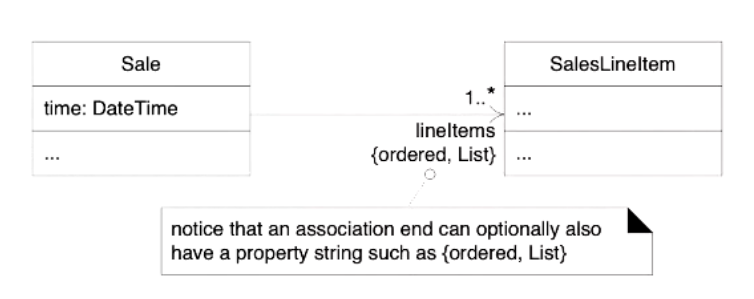 Sale
SalesLineItem
time: DateTime
1..*
...
lineItems
...
{ordered, List}
...
notice that an association end can optionally also
have a property string such as {ordered, List}